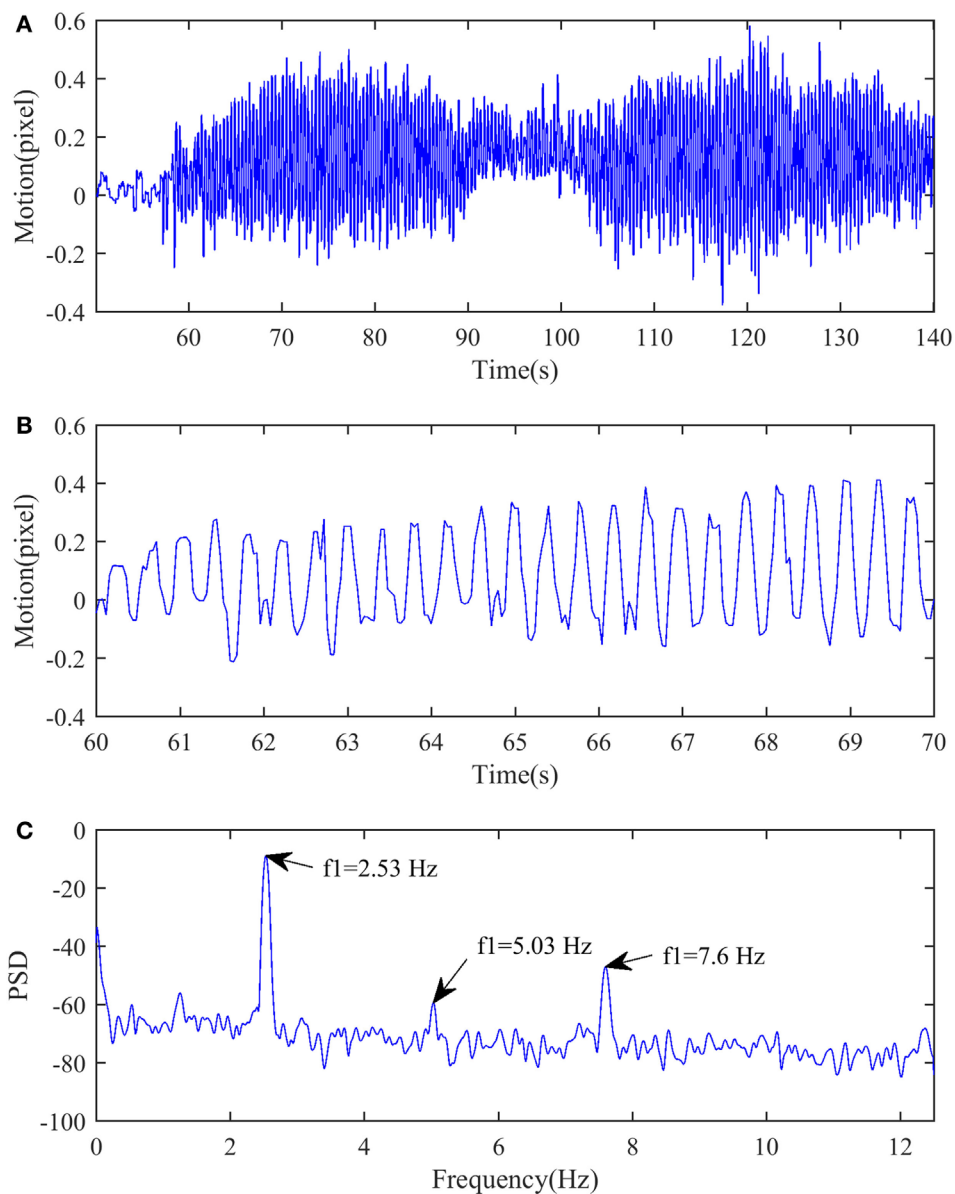 A
0.6
0.4
0.2
0
-0.2
-0.4
Motion(pixel)
60 70 80 90 100 110 120 130 140
Time(s)
B
0.6
0.4
0.2
0
-0.2
-0.4
Motion(pixel)
60 61 62 63 64 65 66 67 68 69 70
Time(s)
C
0
-20
-40
-60
-80
-100
PSD
f1=2.53 Hz
f1=5.03 Hz
f1=7.6 Hz
0 2 4 6 8 10 12
Frequency(Hz)